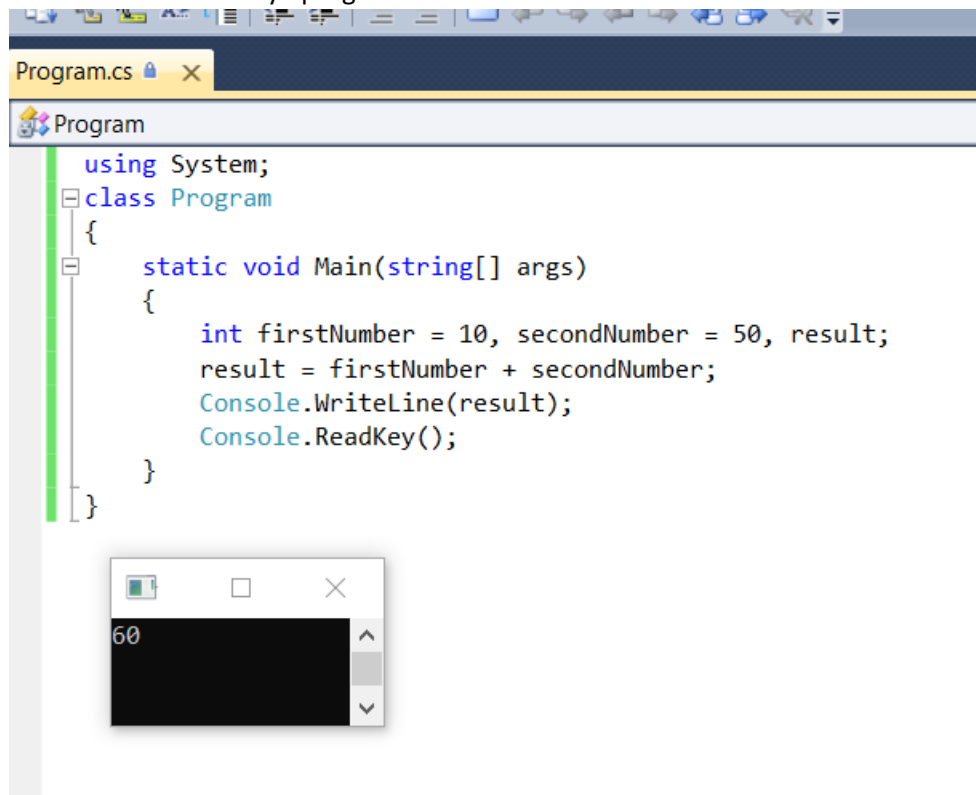 Program.cs
Program
using System;
class Program
{
static void Main(string[] args)
{
int firstNumber = 10, secondNumber = 50, result;
result = firstNumber + secondNumber;
Console.WriteLine(result);
Console.ReadKey();
}
}
60